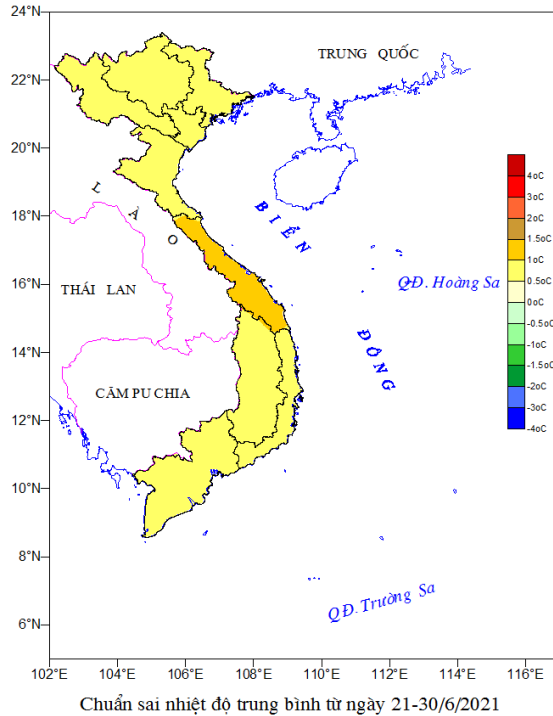 24°N
TRUNG QUỐC
22°N
20°N
LÀO
BIỂN ĐÔNG
18°N
16°N
THÁI LAN
QĐ. Hoàng Sa
14°N
CĂM PU CHIA
12°N
10°N
8°N
QĐ. Trường Sa
6°N
4oC
3oC
2oC
1.5oC
1oC
0.5oC
0oC
-0.5oC
-1oC
-1.5oC
-2oC
-3oC
-4oC
102°E 104°E 106°E 108°E 110°E 112°E 114°E 116°E
Chuẩn sai nhiệt độ trung bình từ ngày 21-30/6/2021